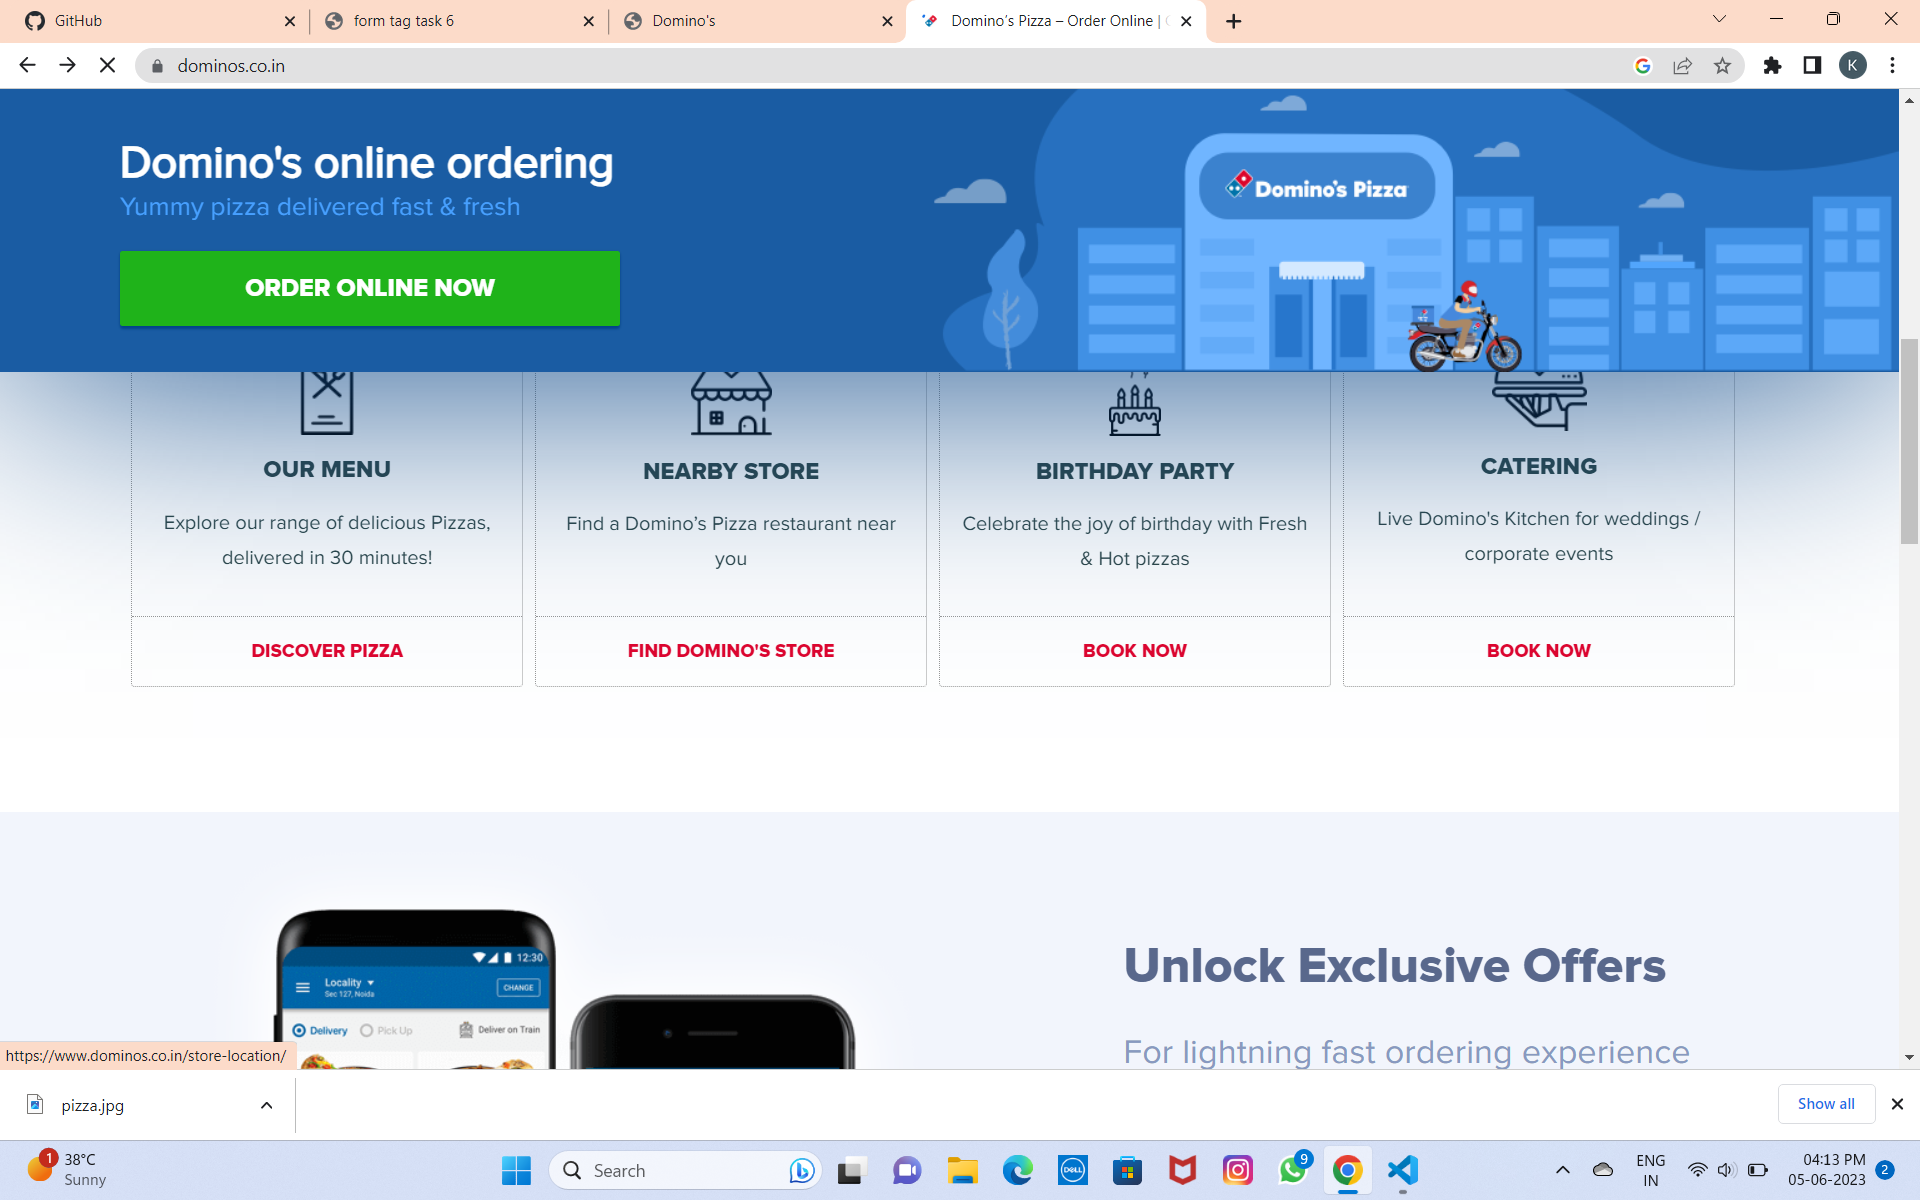 GitHub
form tag task 6
Domino's
Domino's Pizza – Order Online |
dominos.co.in
K
Domino's online ordering
Yummy pizza delivered fast & fresh
ORDER ONLINE NOW
Domino's Pizza
OUR MENU
Explore our range of delicious Pizzas,
delivered in 30 minutes!
DISCOVER PIZZA
NEARBY STORE
Find a Domino's Pizza restaurant near
you
FIND DOMINO'S STORE
BIRTHDAY PARTY
Celebrate the joy of birthday with Fresh
& Hot pizzas
BOOK NOW
CATERING
Live Domino's Kitchen for weddings /
corporate events
BOOK NOW
12:30
Locality
Sec 127, Noida
CHANGE
Delivery
Pick Up
Deliver on Train
Unlock Exclusive Offers
For lightning fast ordering experience
https://www.dominos.co.in/store-location/
pizza.jpg
Show all
1
38°C
Sunny
Search
DELL
9
ENG
IN
04:13 PM
05-06-2023
2